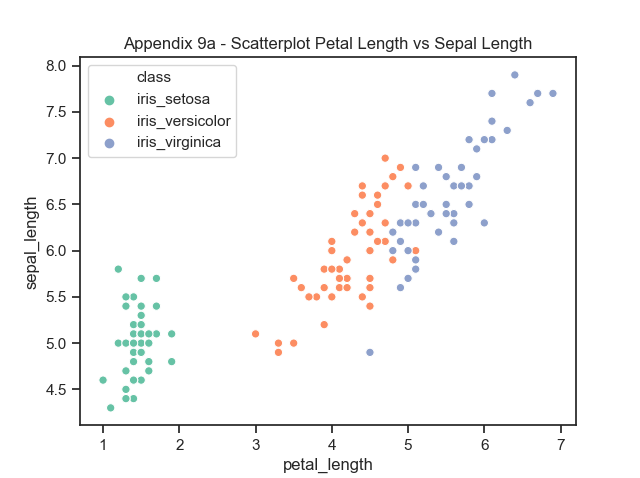 Appendix 9a - Scatterplot Petal Length vs Sepal Length
class
iris_setosa
iris_versicolor
iris_virginica
8.0
7.5
7.0
6.5
6.0
5.5
5.0
4.5
sepal_length
1 2 3 4 5 6 7
petal_length